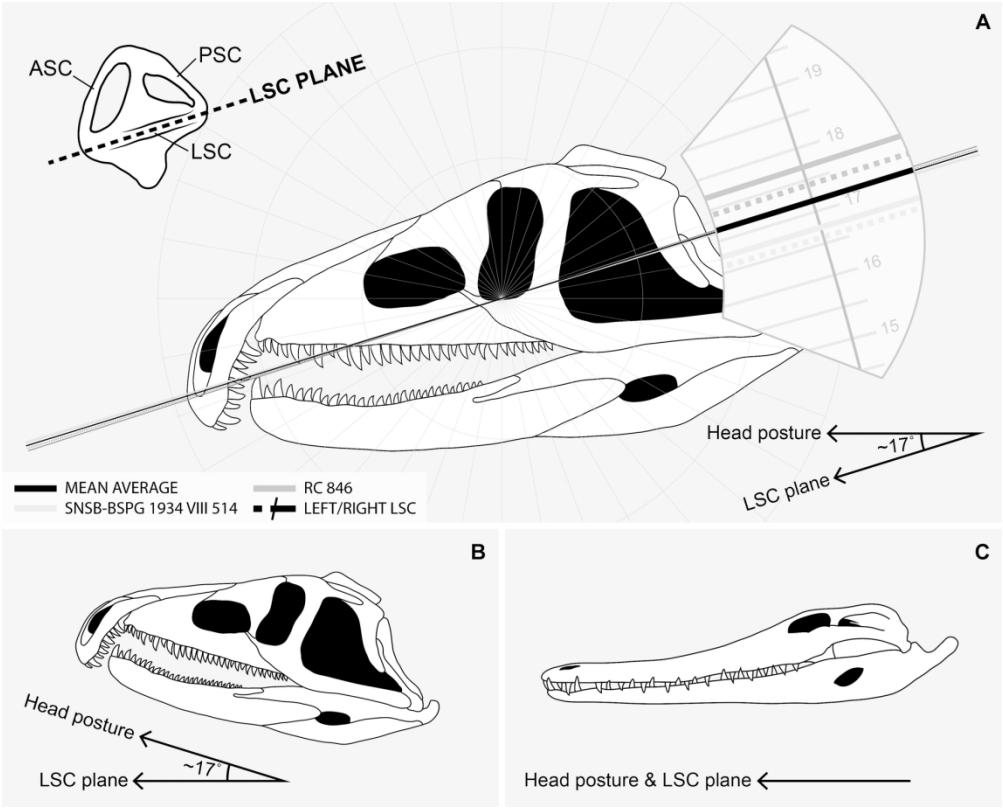 A
ASC
PSC
LSC PLANE
LSC
19
18
17
16
15
Head posture
~17°
LSC plane
MEAN AVERAGE
RC 846
SNSB-BSPG 1934 VIII 514
LEFT/RIGHT LSC
B
Head posture
~17°
LSC plane
C
Head posture & LSC plane